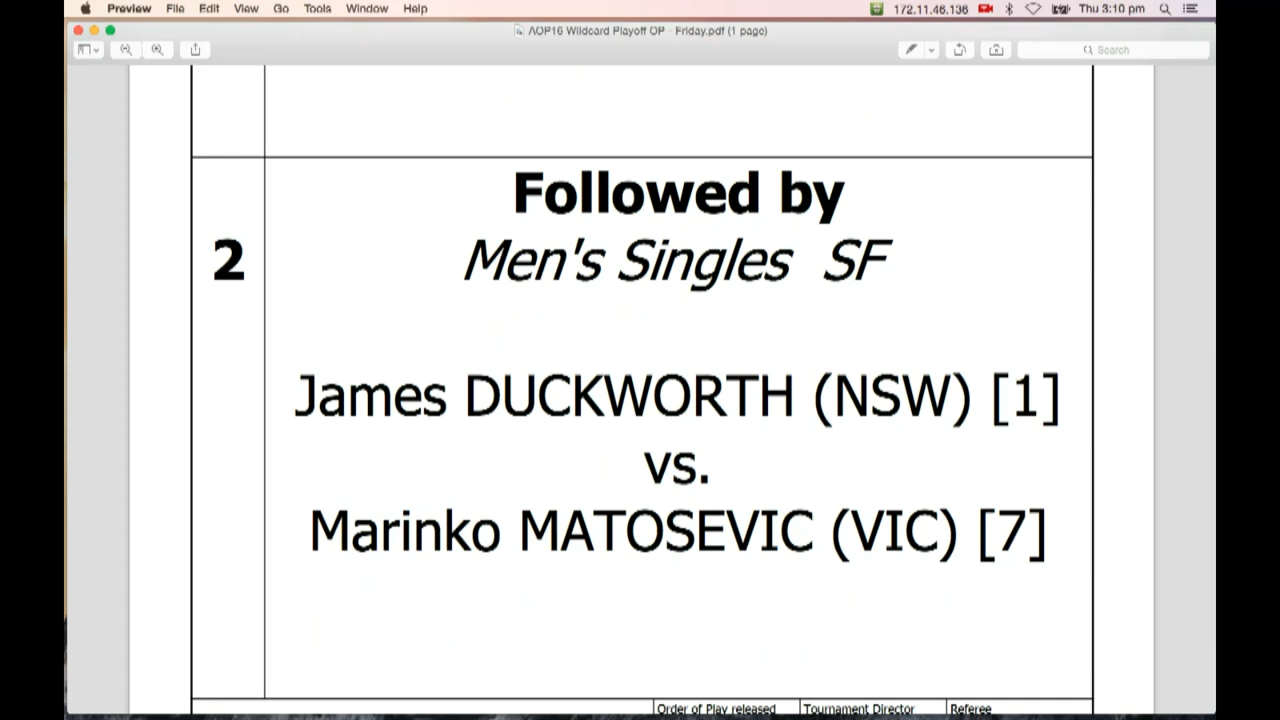 Preview File Edit View Go Tools Window Help 172.11.46.136 Thu 3:10 pm
AOP16 Wildcard Playoff OP - Friday.pdf (1 page)
Search
Followed by
2 Men's Singles SF
James DUCKWORTH (NSW) [1]
vs.
Marinko MATOSEVIC (VIC) [7]
Order of Play released Tournament Director Referee